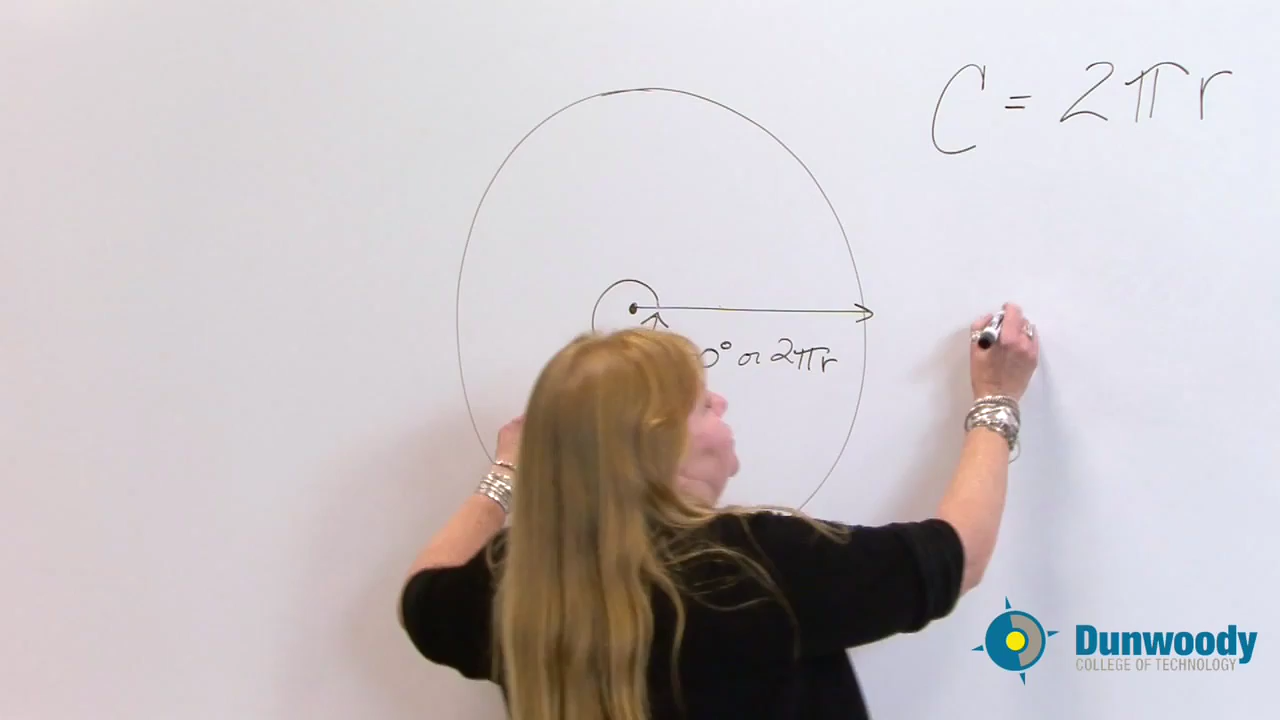 C = 2πr
0° or 2πr
Dunwoody
COLLEGE OF TECHNOLOGY